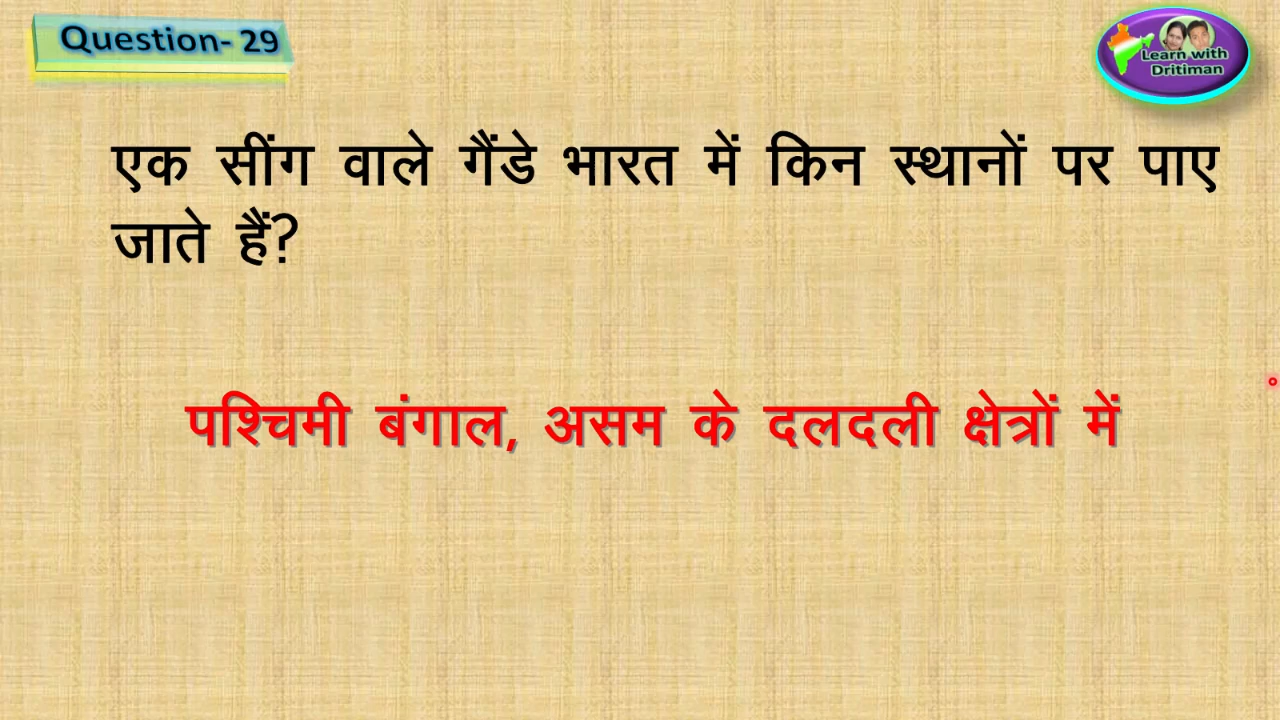 Question- 29
Learn with
Dritiman
एक सींग वाले गैंडे भारत में किन स्थानों पर पाए
जाते हैं?
पश्चिमी बंगाल, असम के दलदली क्षेत्रों में